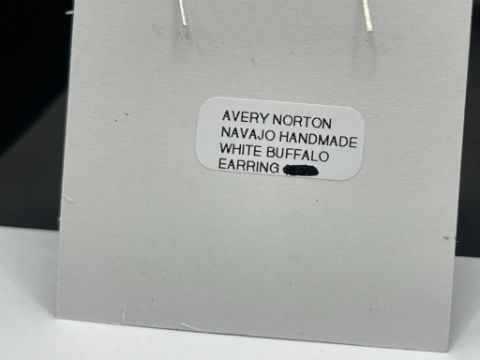 AVERY NORTON
NAVAJO HANDMADE
WHITE BUFFALO
EARRING